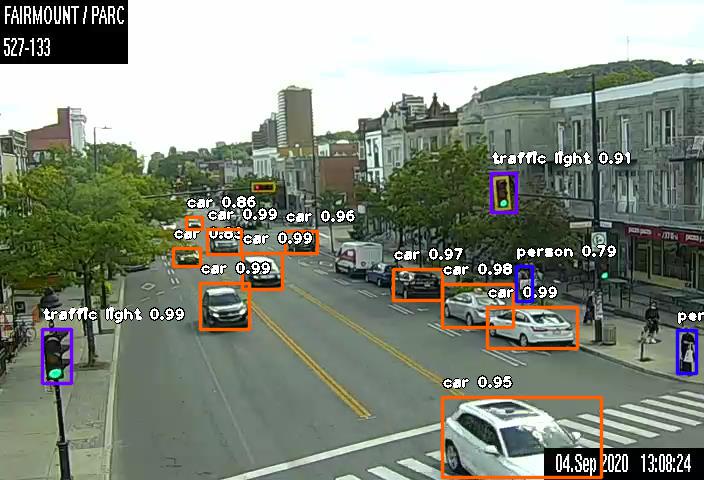 FAIRMOUNT / PARC
527-133
traffic light 0.91
car 0.86
car 0.99
car 0.96
car 0.99
person 0.79
car 0.97
car 0.99
car 0.98
car 0.99
traffic light 0.99
car 0.95
04.Sep 2020 13:08:24